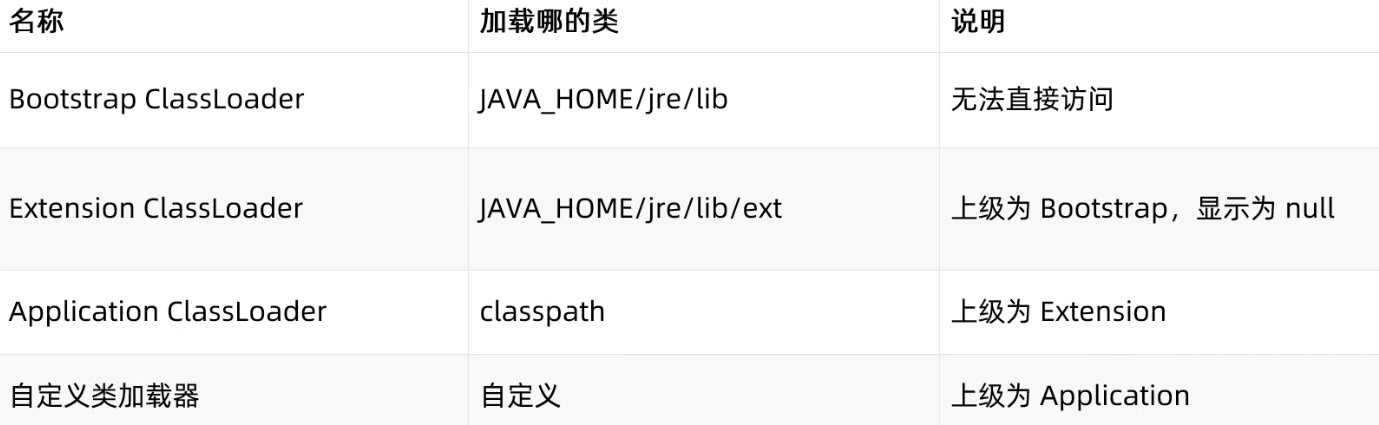 名称 加载哪的类 说明
Bootstrap ClassLoader JAVA_HOME/jre/lib 无法直接访问
Extension ClassLoader JAVA_HOME/jre/lib/ext 上级为 Bootstrap，显示为 null
Application ClassLoader classpath 上级为 Extension
自定义类加载器 自定义 上级为 Application